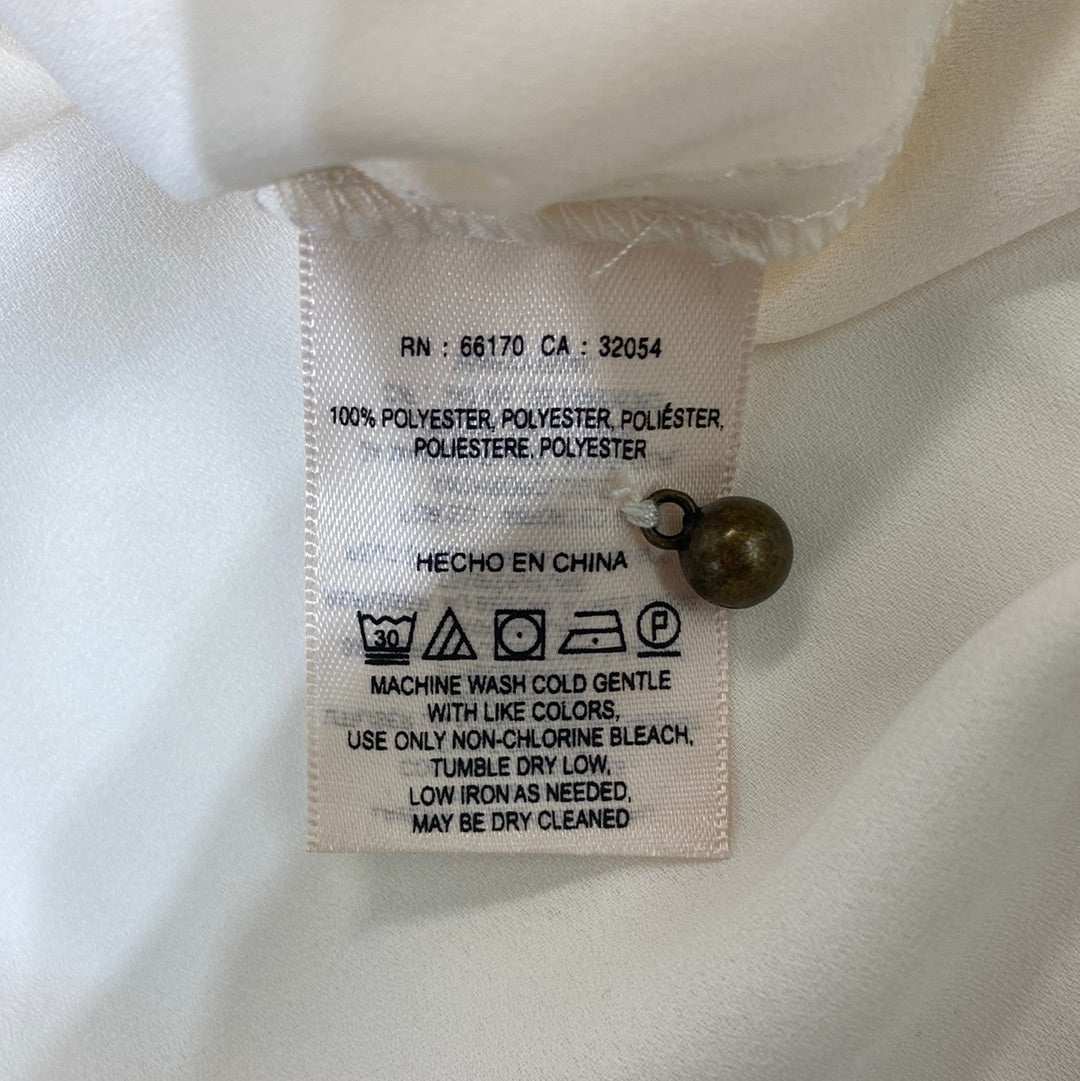 RN : 66170 CA : 32054
100% POLYESTER, POLYESTER, POLIÉSTER,
POLIESTERE, POLYESTER
HECHO EN CHINA
30 P
MACHINE WASH COLD GENTLE
WITH LIKE COLORS,
USE ONLY NON-CHLORINE BLEACH,
TUMBLE DRY LOW,
LOW IRON AS NEEDED,
MAY BE DRY CLEANED